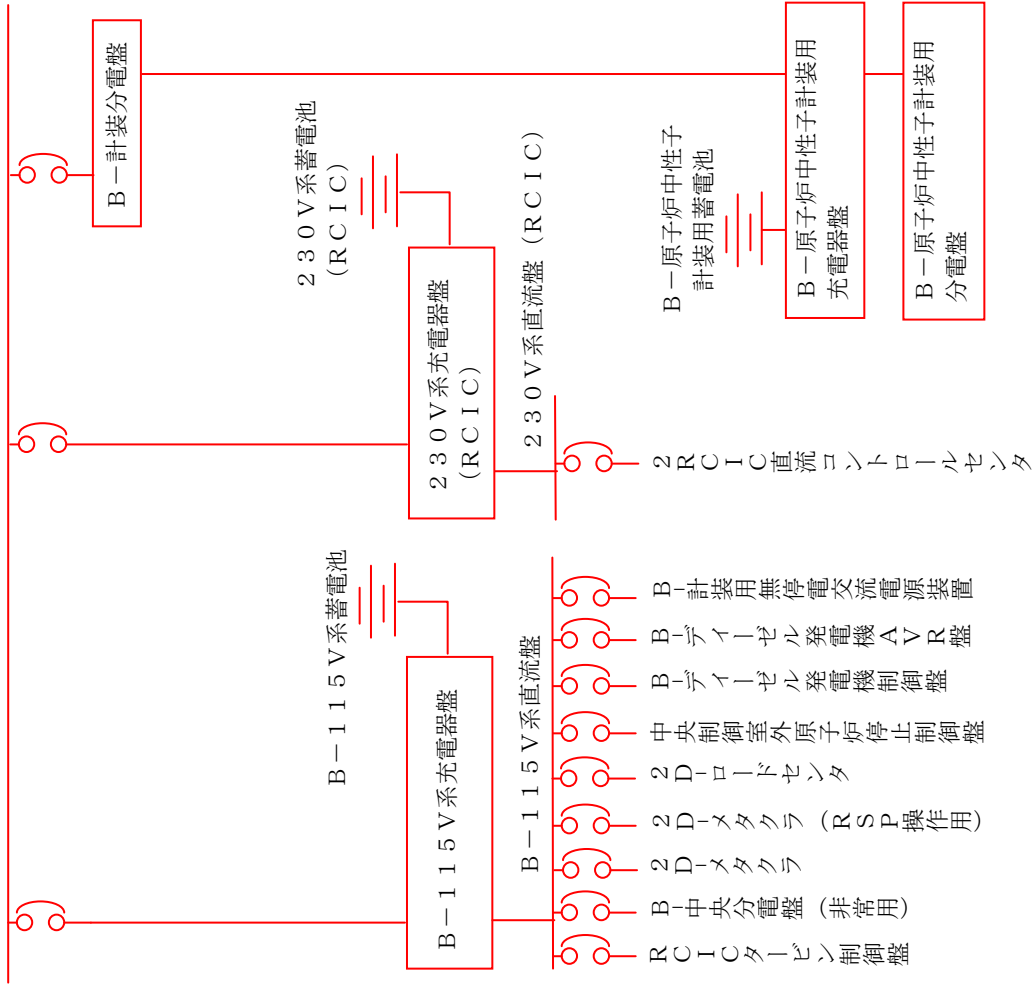 B－計装分電盤
230V系蓄電池
(RCIC)
230V系充電器盤
(RCIC)
230V系直流盤 (RCIC)
2RCIC直流コントロールセンタ
B－原子炉中性子
計装用蓄電池
B－原子炉中性子計装用
充電器盤
B－原子炉中性子計装用
分電盤
B－115V系蓄電池
B－115V系充電器盤
B－115V系直流盤
B-計装用無停電交流電源装置
B-ディーゼル発電機AVR盤
B-ディーゼル発電機制御盤
中央制御室外原子炉停止制御盤
2D-ロードセンタ
2D-メタクラ (RSP操作用)
2D-メタクラ
B-中央分電盤 (非常用)
RCICタービン制御盤